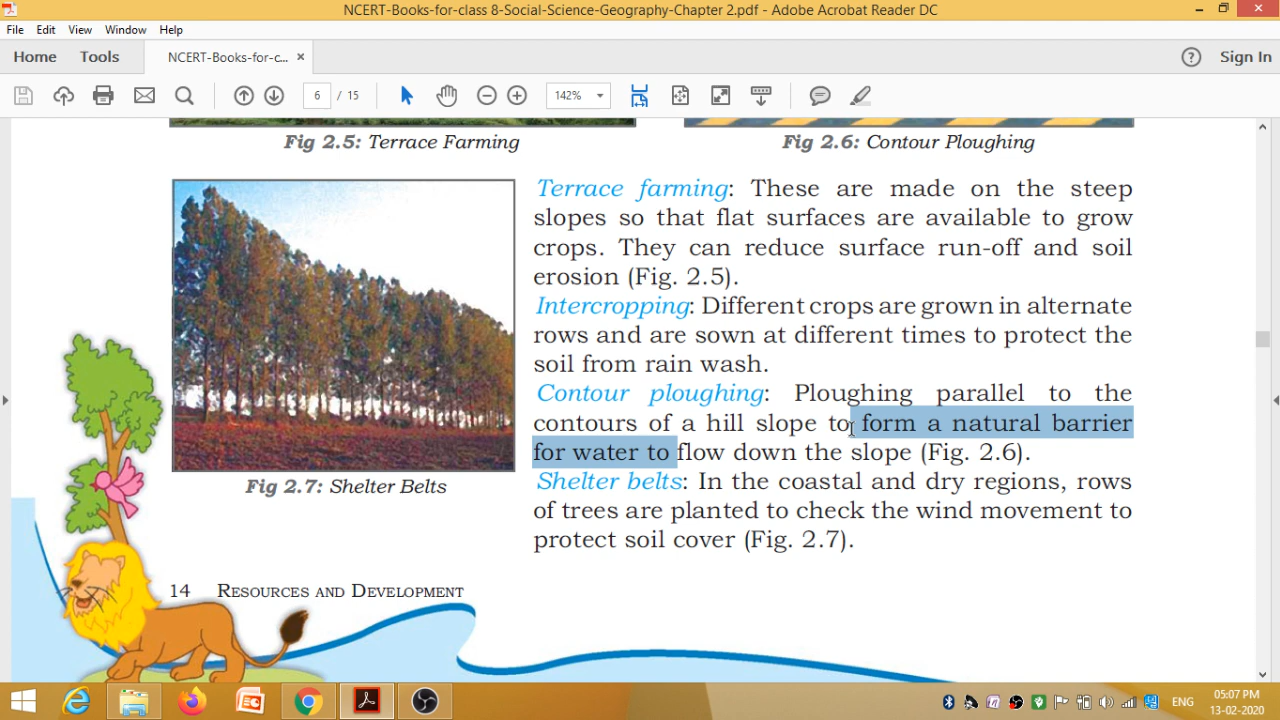 NCERT-Books-for-class 8-Social-Science-Geography-Chapter 2.pdf - Adobe Acrobat Reader DC
File Edit View Window Help
Home Tools NCERT-Books-for-c... × Sign In
6 / 15 142%
Fig 2.5: Terrace Farming
Fig 2.6: Contour Ploughing
Terrace farming: These are made on the steep
slopes so that flat surfaces are available to grow
crops. They can reduce surface run-off and soil
erosion (Fig. 2.5).
Intercropping: Different crops are grown in alternate
rows and are sown at different times to protect the
soil from rain wash.
Contour ploughing: Ploughing parallel to the
contours of a hill slope to form a natural barrier
for water to flow down the slope (Fig. 2.6).
Shelter belts: In the coastal and dry regions, rows
of trees are planted to check the wind movement to
protect soil cover (Fig. 2.7).
Fig 2.7: Shelter Belts
14 RESOURCES AND DEVELOPMENT
ENG
05:07 PM
13-02-2020